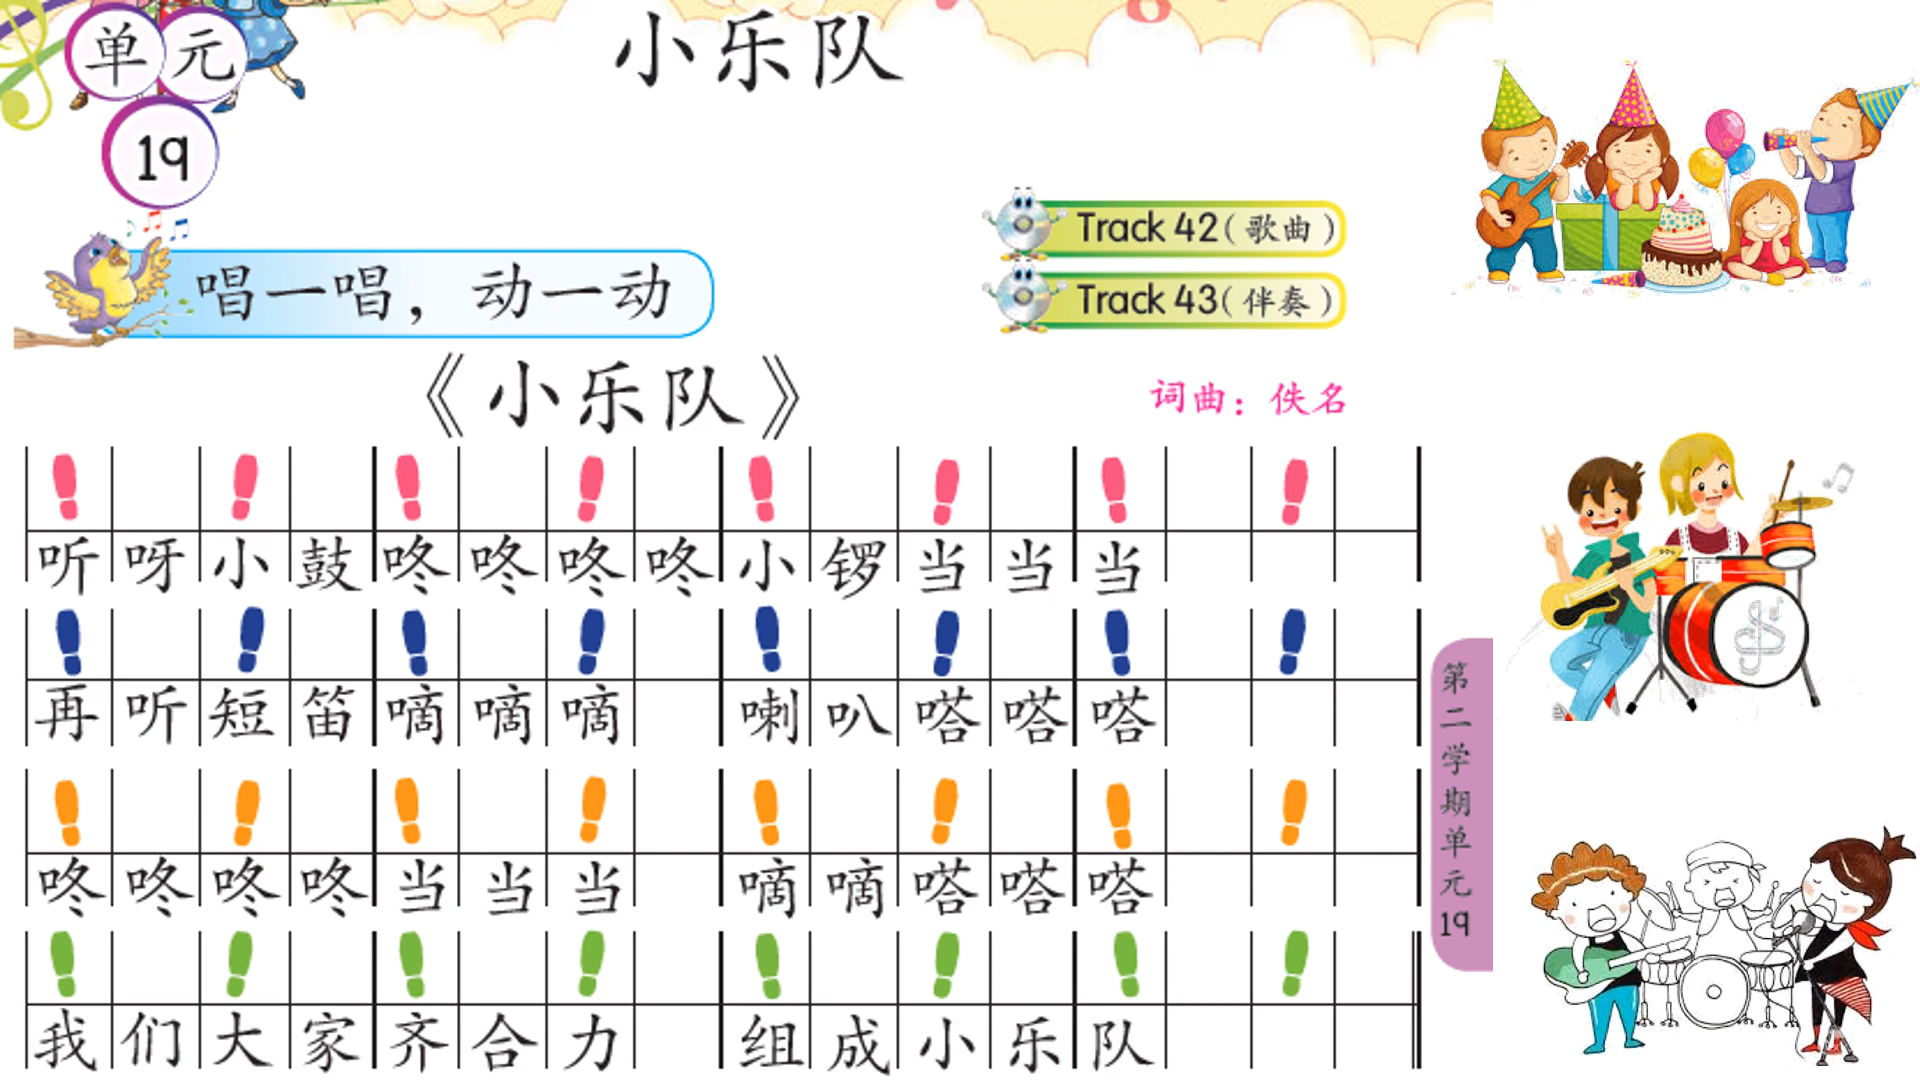 小乐队
单元
19
Track 42（歌曲）
Track 43（伴奏）
唱一唱，动一动
《小乐队》
词曲：佚名
听呀小鼓咚咚咚咚小锣当当当
再听短笛嘀嘀嘀 喇叭嗒嗒嗒
咚咚咚咚当当当 嘀嘀嗒嗒嗒
我们大家齐合力 组成小乐队
第二学期单元19